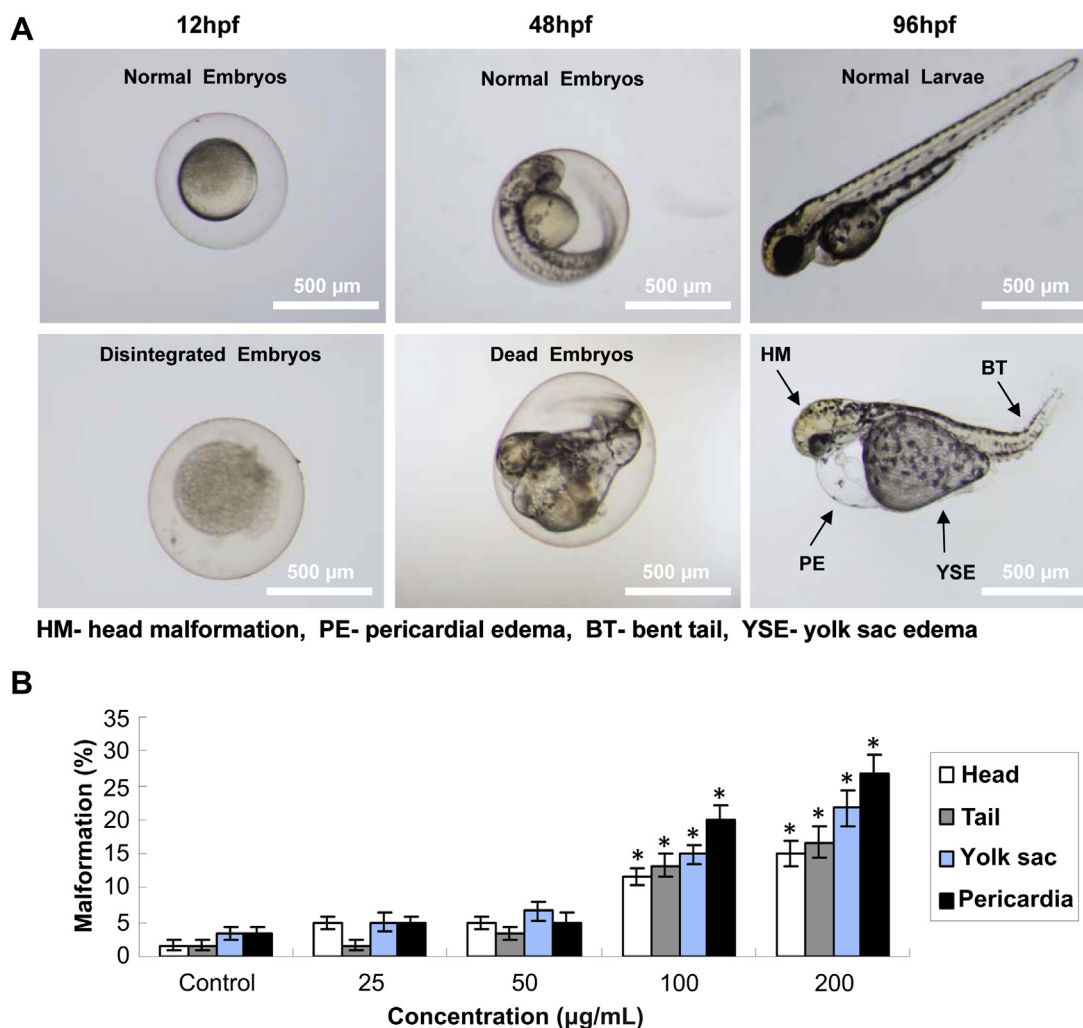 A
12hpf 48hpf 96hpf
Normal Embryos
500 µm
Normal Embryos
500 µm
Normal Larvae
500 µm
Disintegrated Embryos
500 µm
Dead Embryos
500 µm
HM
BT
PE
YSE
500 µm
HM- head malformation, PE- pericardial edema, BT- bent tail, YSE- yolk sac edema
B
Malformation (%)
35
30
25
20
15
10
5
0
* * * *
* * * *
Control 25 50 100 200
Concentration (µg/mL)
Head
Tail
Yolk sac
Pericardia